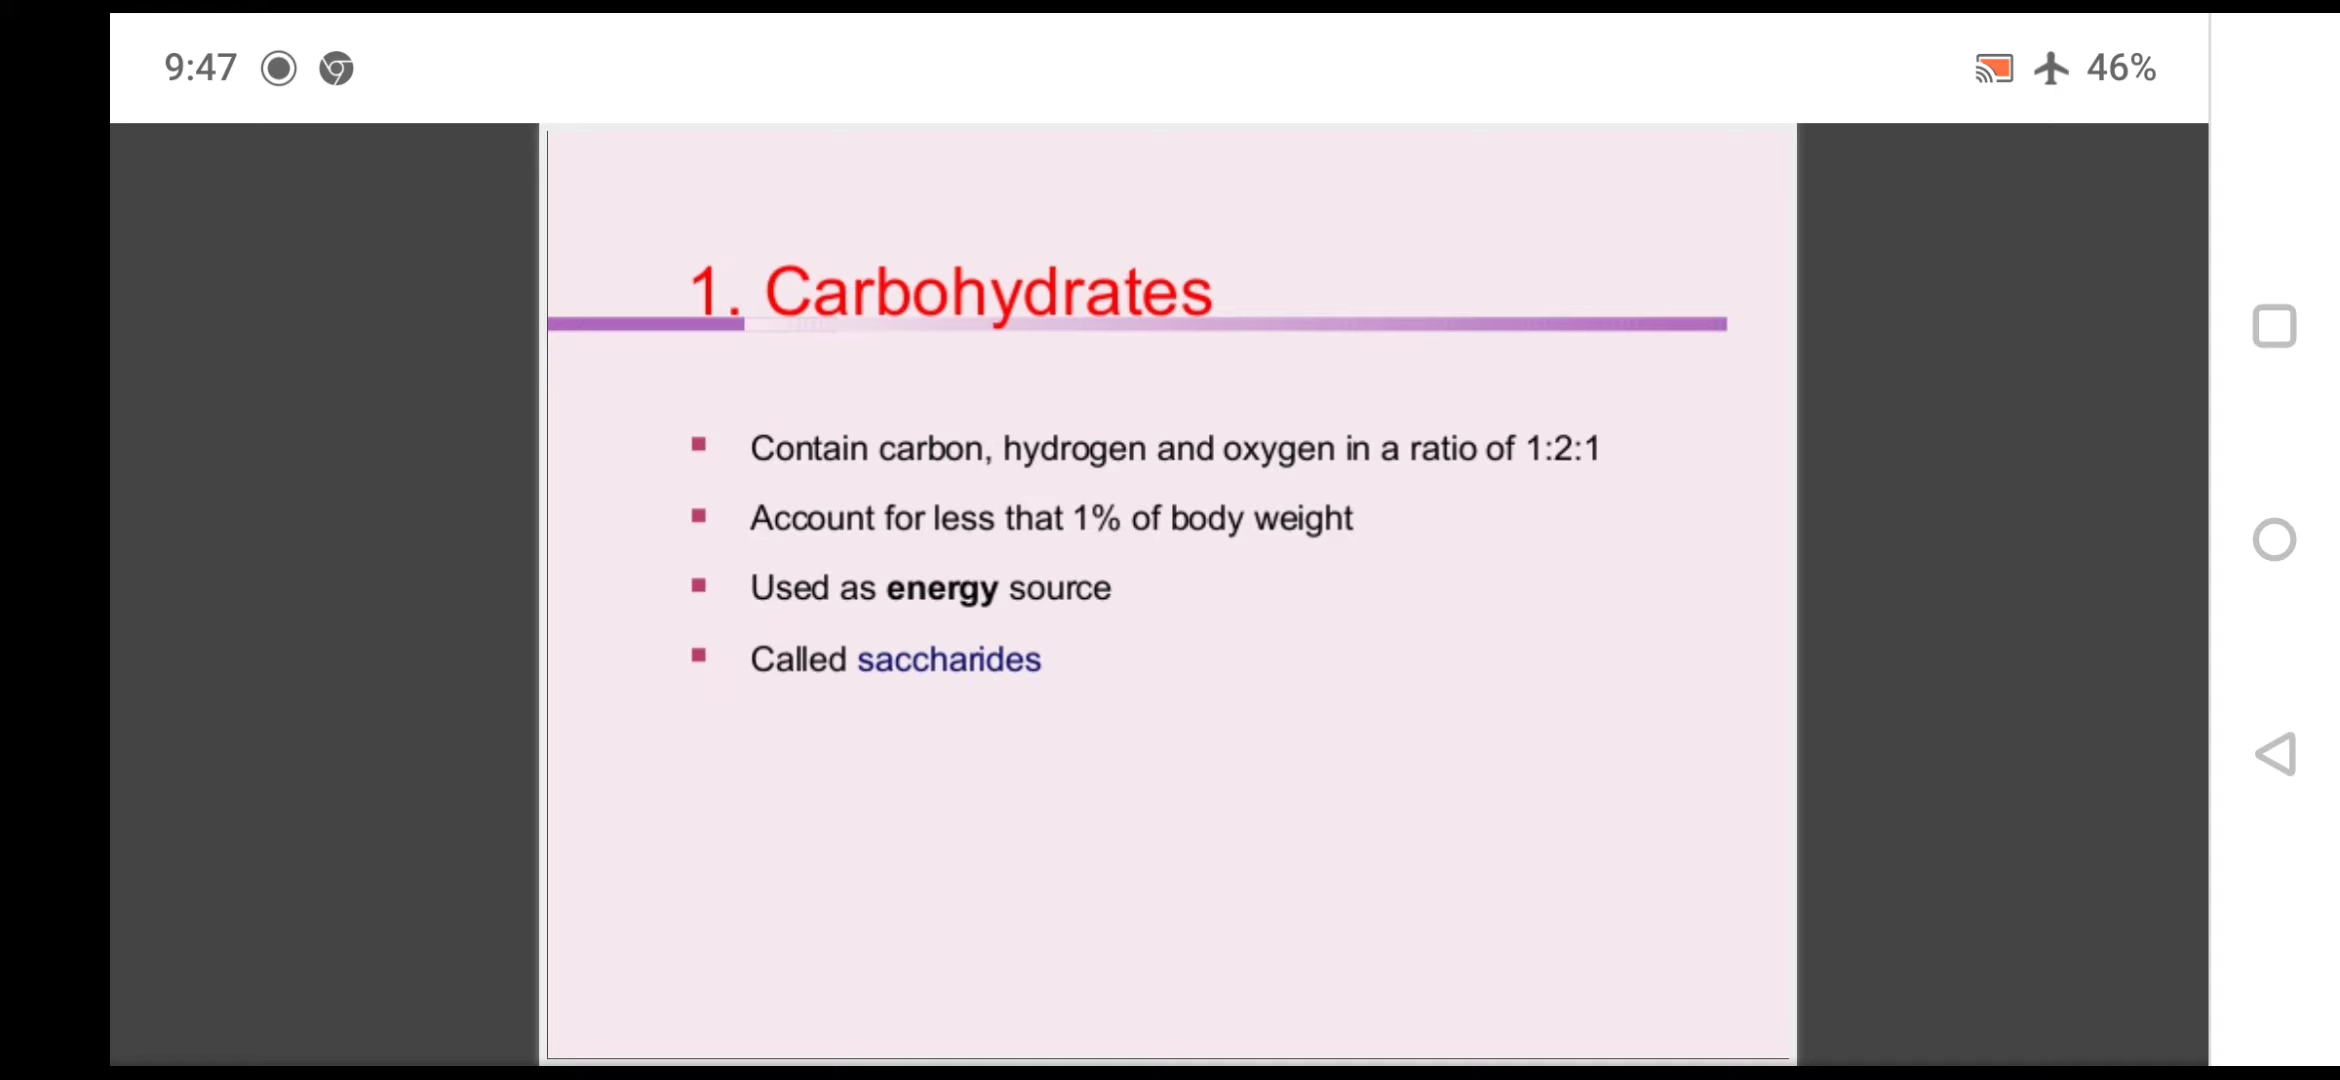 9:47
46%
1. Carbohydrates
Contain carbon, hydrogen and oxygen in a ratio of 1:2:1
Account for less that 1% of body weight
Used as energy source
Called saccharides